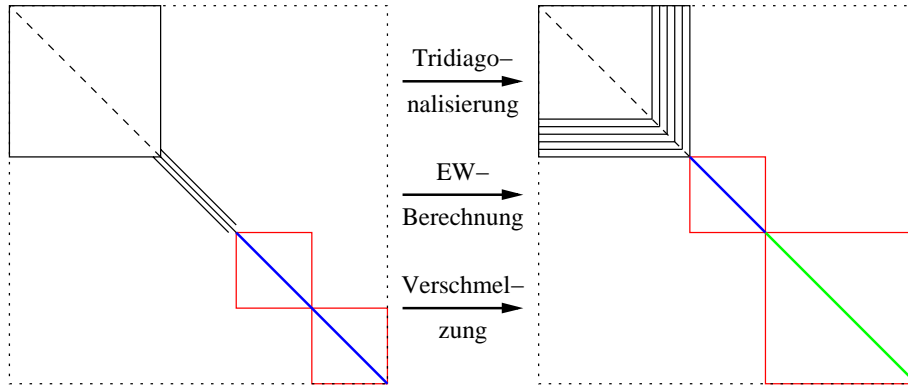 Tridiago–
nalisierung
EW–
Berechnung
Verschmel–
zung